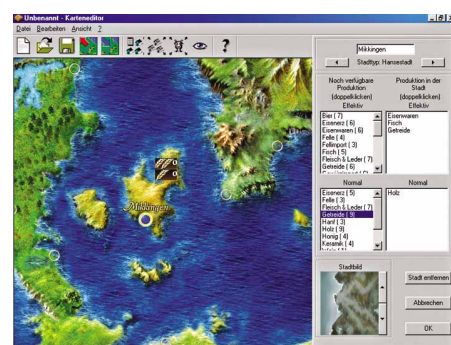 Unbenannt - Karteneditor
Datei Bearbeiten Ansicht ?
?
Mikkingen
Stadttyp: Hansestadt
Noch verfügbare
Produktion
(doppelklicken)
Effektiv
Produktion in der
Stadt
(doppelklicken)
Effektiv
Bier ( 7)
Eisenerz ( 6)
Eisenwaren ( 6)
Felle ( 4)
Fellimport ( 3)
Fisch ( 5)
Fleisch & Leder ( 7)
Getreide ( 6)
Eisenwaren
Fisch
Getreide
Normal
Normal
Eisenerz ( 5)
Felle ( 3)
Fleisch & Leder ( 7)
Getreide ( 9)
Hanf ( 3)
Holz ( 9)
Honig ( 4)
Keramik ( 4)
Holz
Mikkingen
0
0
Stadtbild
Stadt entfernen
Abbrechen
OK